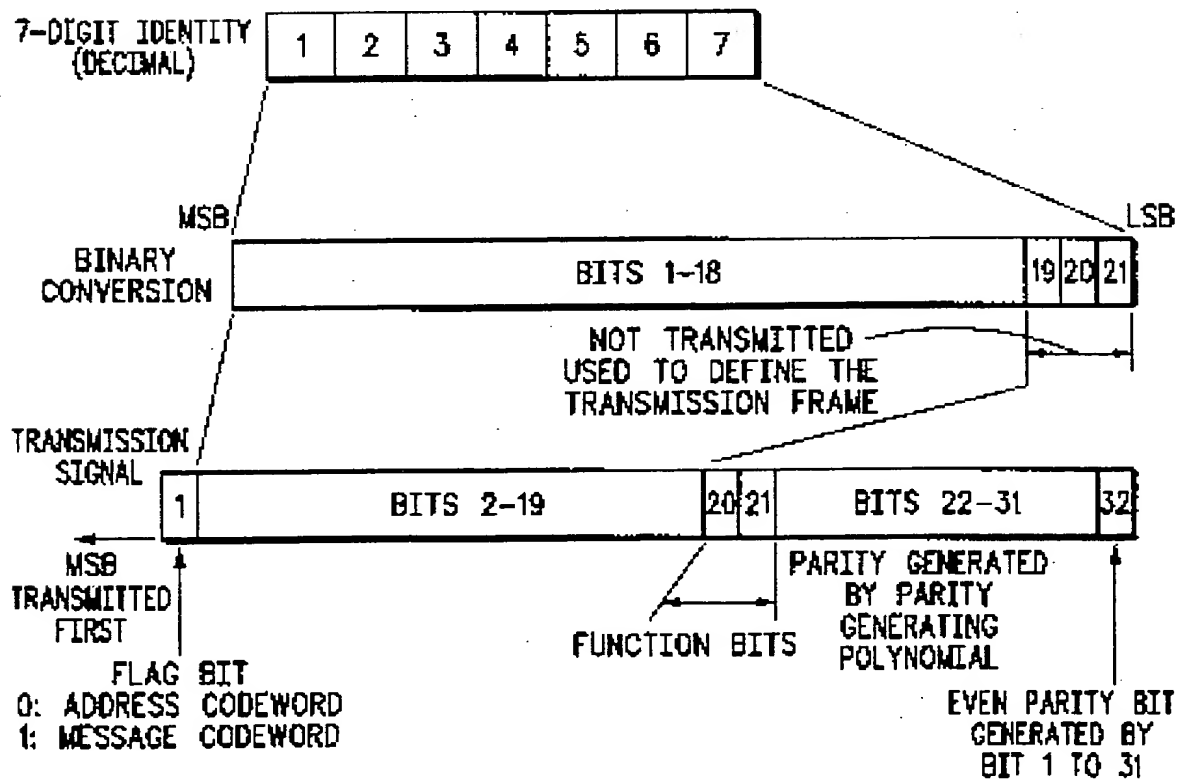 7-DIGIT IDENTITY
(DECIMAL)
1 2 3 4 5 6 7
MSB
LSB
BINARY
CONVERSION
BITS 1-18
19 20 21
NOT TRANSMITTED
USED TO DEFINE THE
TRANSMISSION FRAME
TRANSMISSION
SIGNAL
1
BITS 2-19
20 21
BITS 22-31
32
MSB
TRANSMITTED
FIRST
FLAG BIT
0: ADDRESS CODEWORD
1: MESSAGE CODEWORD
FUNCTION BITS
PARITY GENERATED
BY PARITY
GENERATING
POLYNOMIAL
EVEN PARITY BIT
GENERATED BY
BIT 1 TO 31